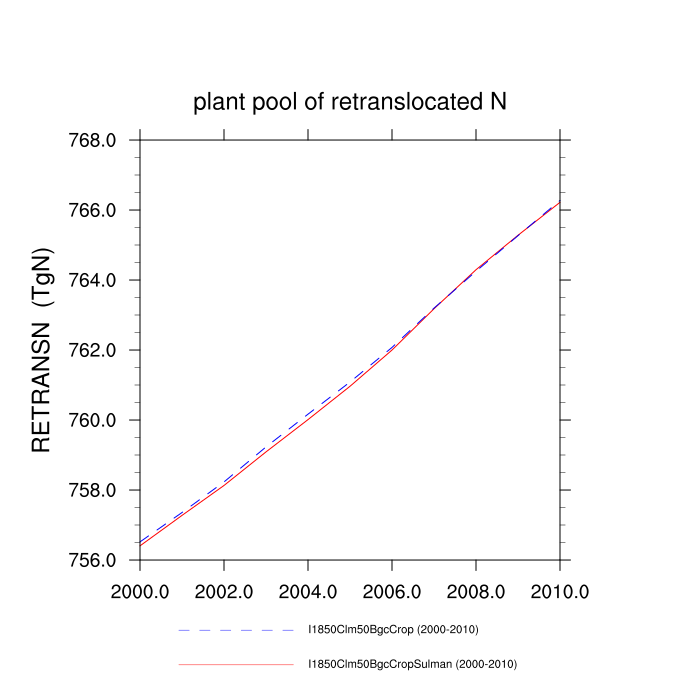 plant pool of retranslocated N
768.0
766.0
764.0
762.0
760.0
758.0
756.0
RETRANSN (TgN)
2000.0 2002.0 2004.0 2006.0 2008.0 2010.0
I1850Clm50BgcCrop (2000-2010)
I1850Clm50BgcCropSulman (2000-2010)